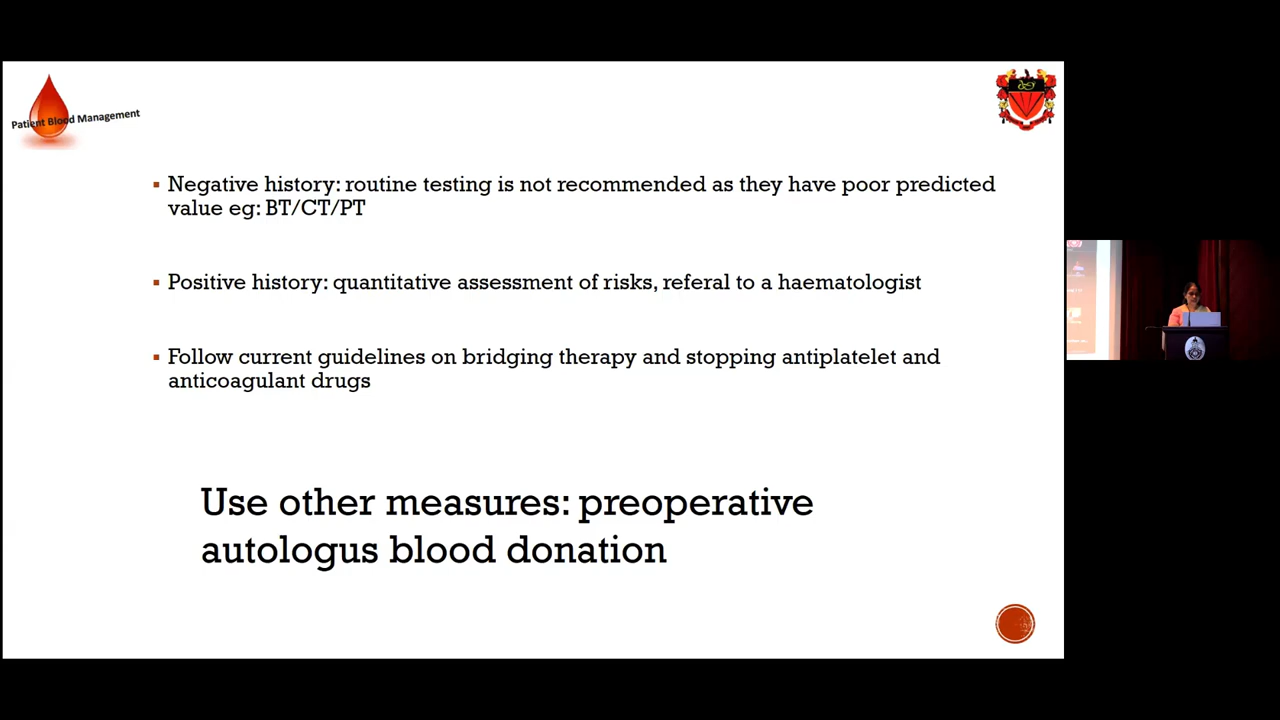 Patient Blood Management
▪ Negative history: routine testing is not recommended as they have poor predicted
value eg: BT/CT/PT
▪ Positive history: quantitative assessment of risks, referal to a haematologist
▪ Follow current guidelines on bridging therapy and stopping antiplatelet and
anticoagulant drugs
Use other measures: preoperative
autologus blood donation